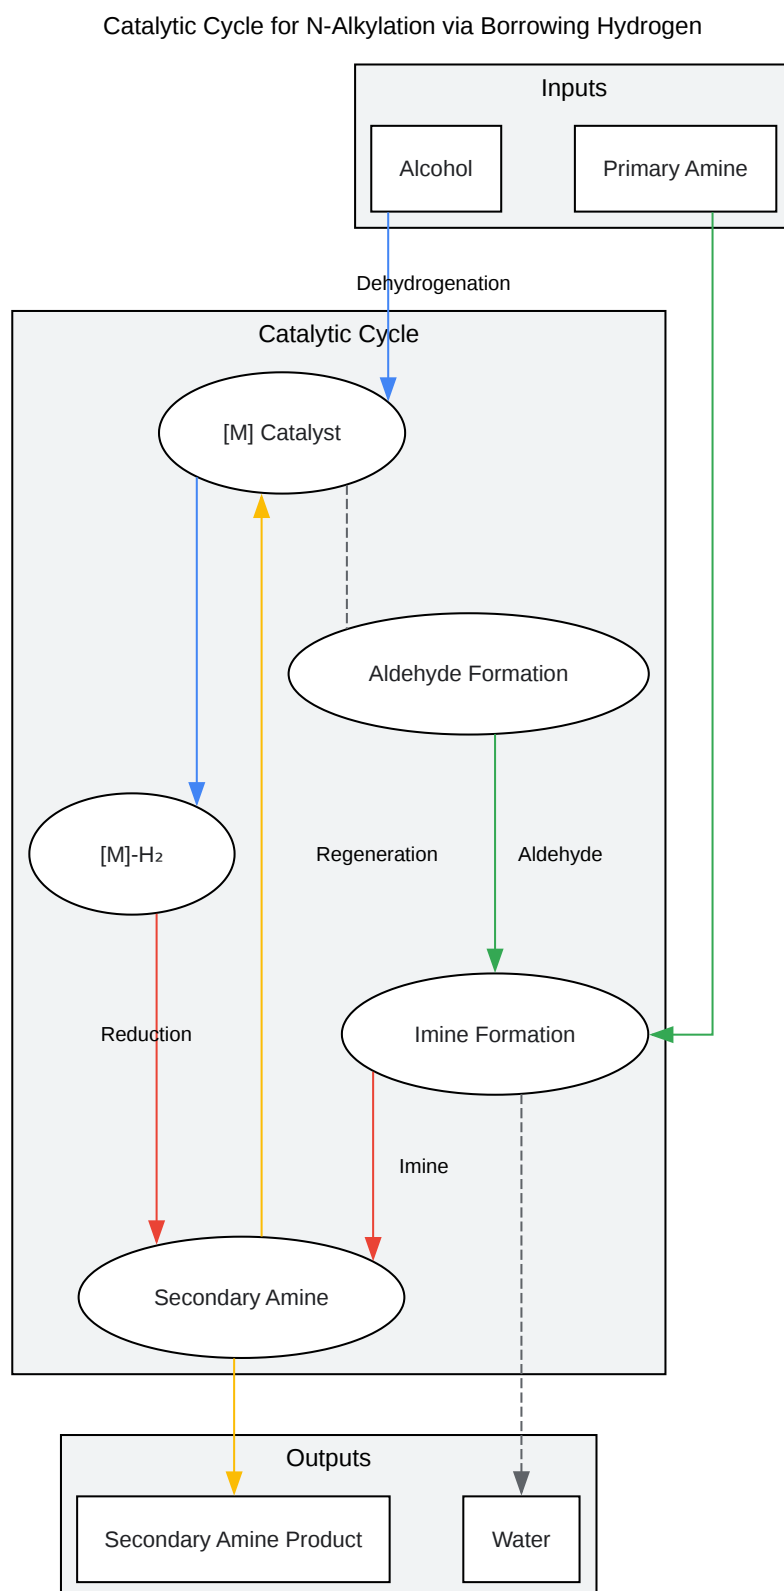 Catalytic Cycle for N-Alkylation via Borrowing Hydrogen
Inputs
Alcohol
Primary Amine
Dehydrogenation
Catalytic Cycle
[M] Catalyst
Aldehyde Formation
[M]-H₂
Regeneration
Aldehyde
Reduction
Imine Formation
Imine
Secondary Amine
Outputs
Secondary Amine Product
Water